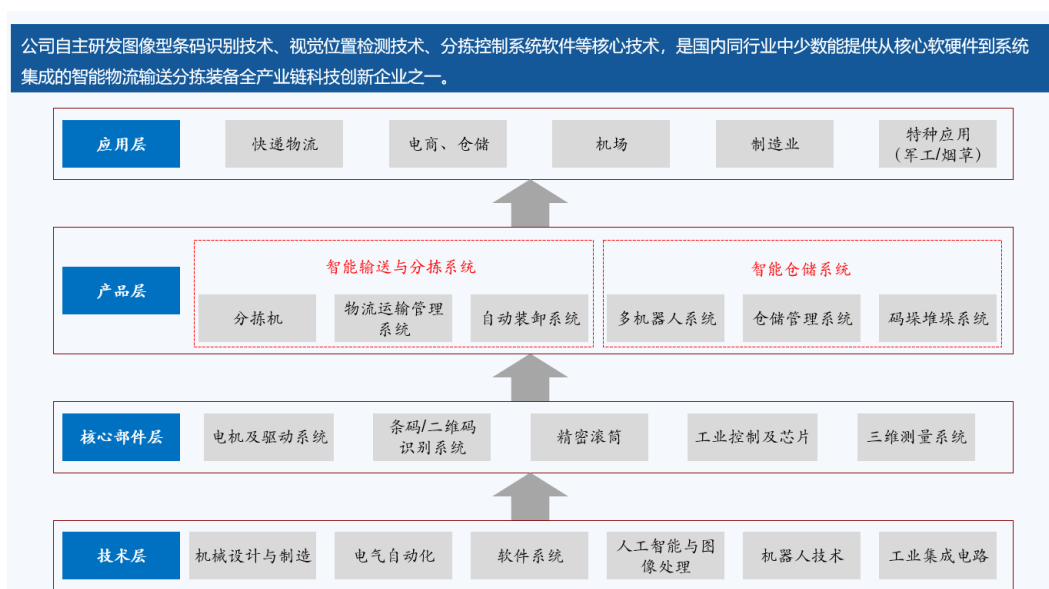 公司自主研发图像型条码识别技术、视觉位置检测技术、分拣控制系统软件等核心技术，是国内同行业中少数能提供从核心软硬件到系统
集成的智能物流输送分拣装备全产业链科技创新企业之一。
应用层
快递物流
电商、仓储
机场
制造业
特种应用
（军工/烟草）
产品层
智能输送与分拣系统
分拣机
物流运输管理
系统
自动装卸系统
智能仓储系统
多机器人系统
仓储管理系统
码垛堆垛系统
核心部件层
电机及驱动系统
条码/二维码
识别系统
精密滚筒
工业控制及芯片
三维测量系统
技术层
机械设计与制造
电气自动化
软件系统
人工智能与图
像处理
机器人技术
工业集成电路